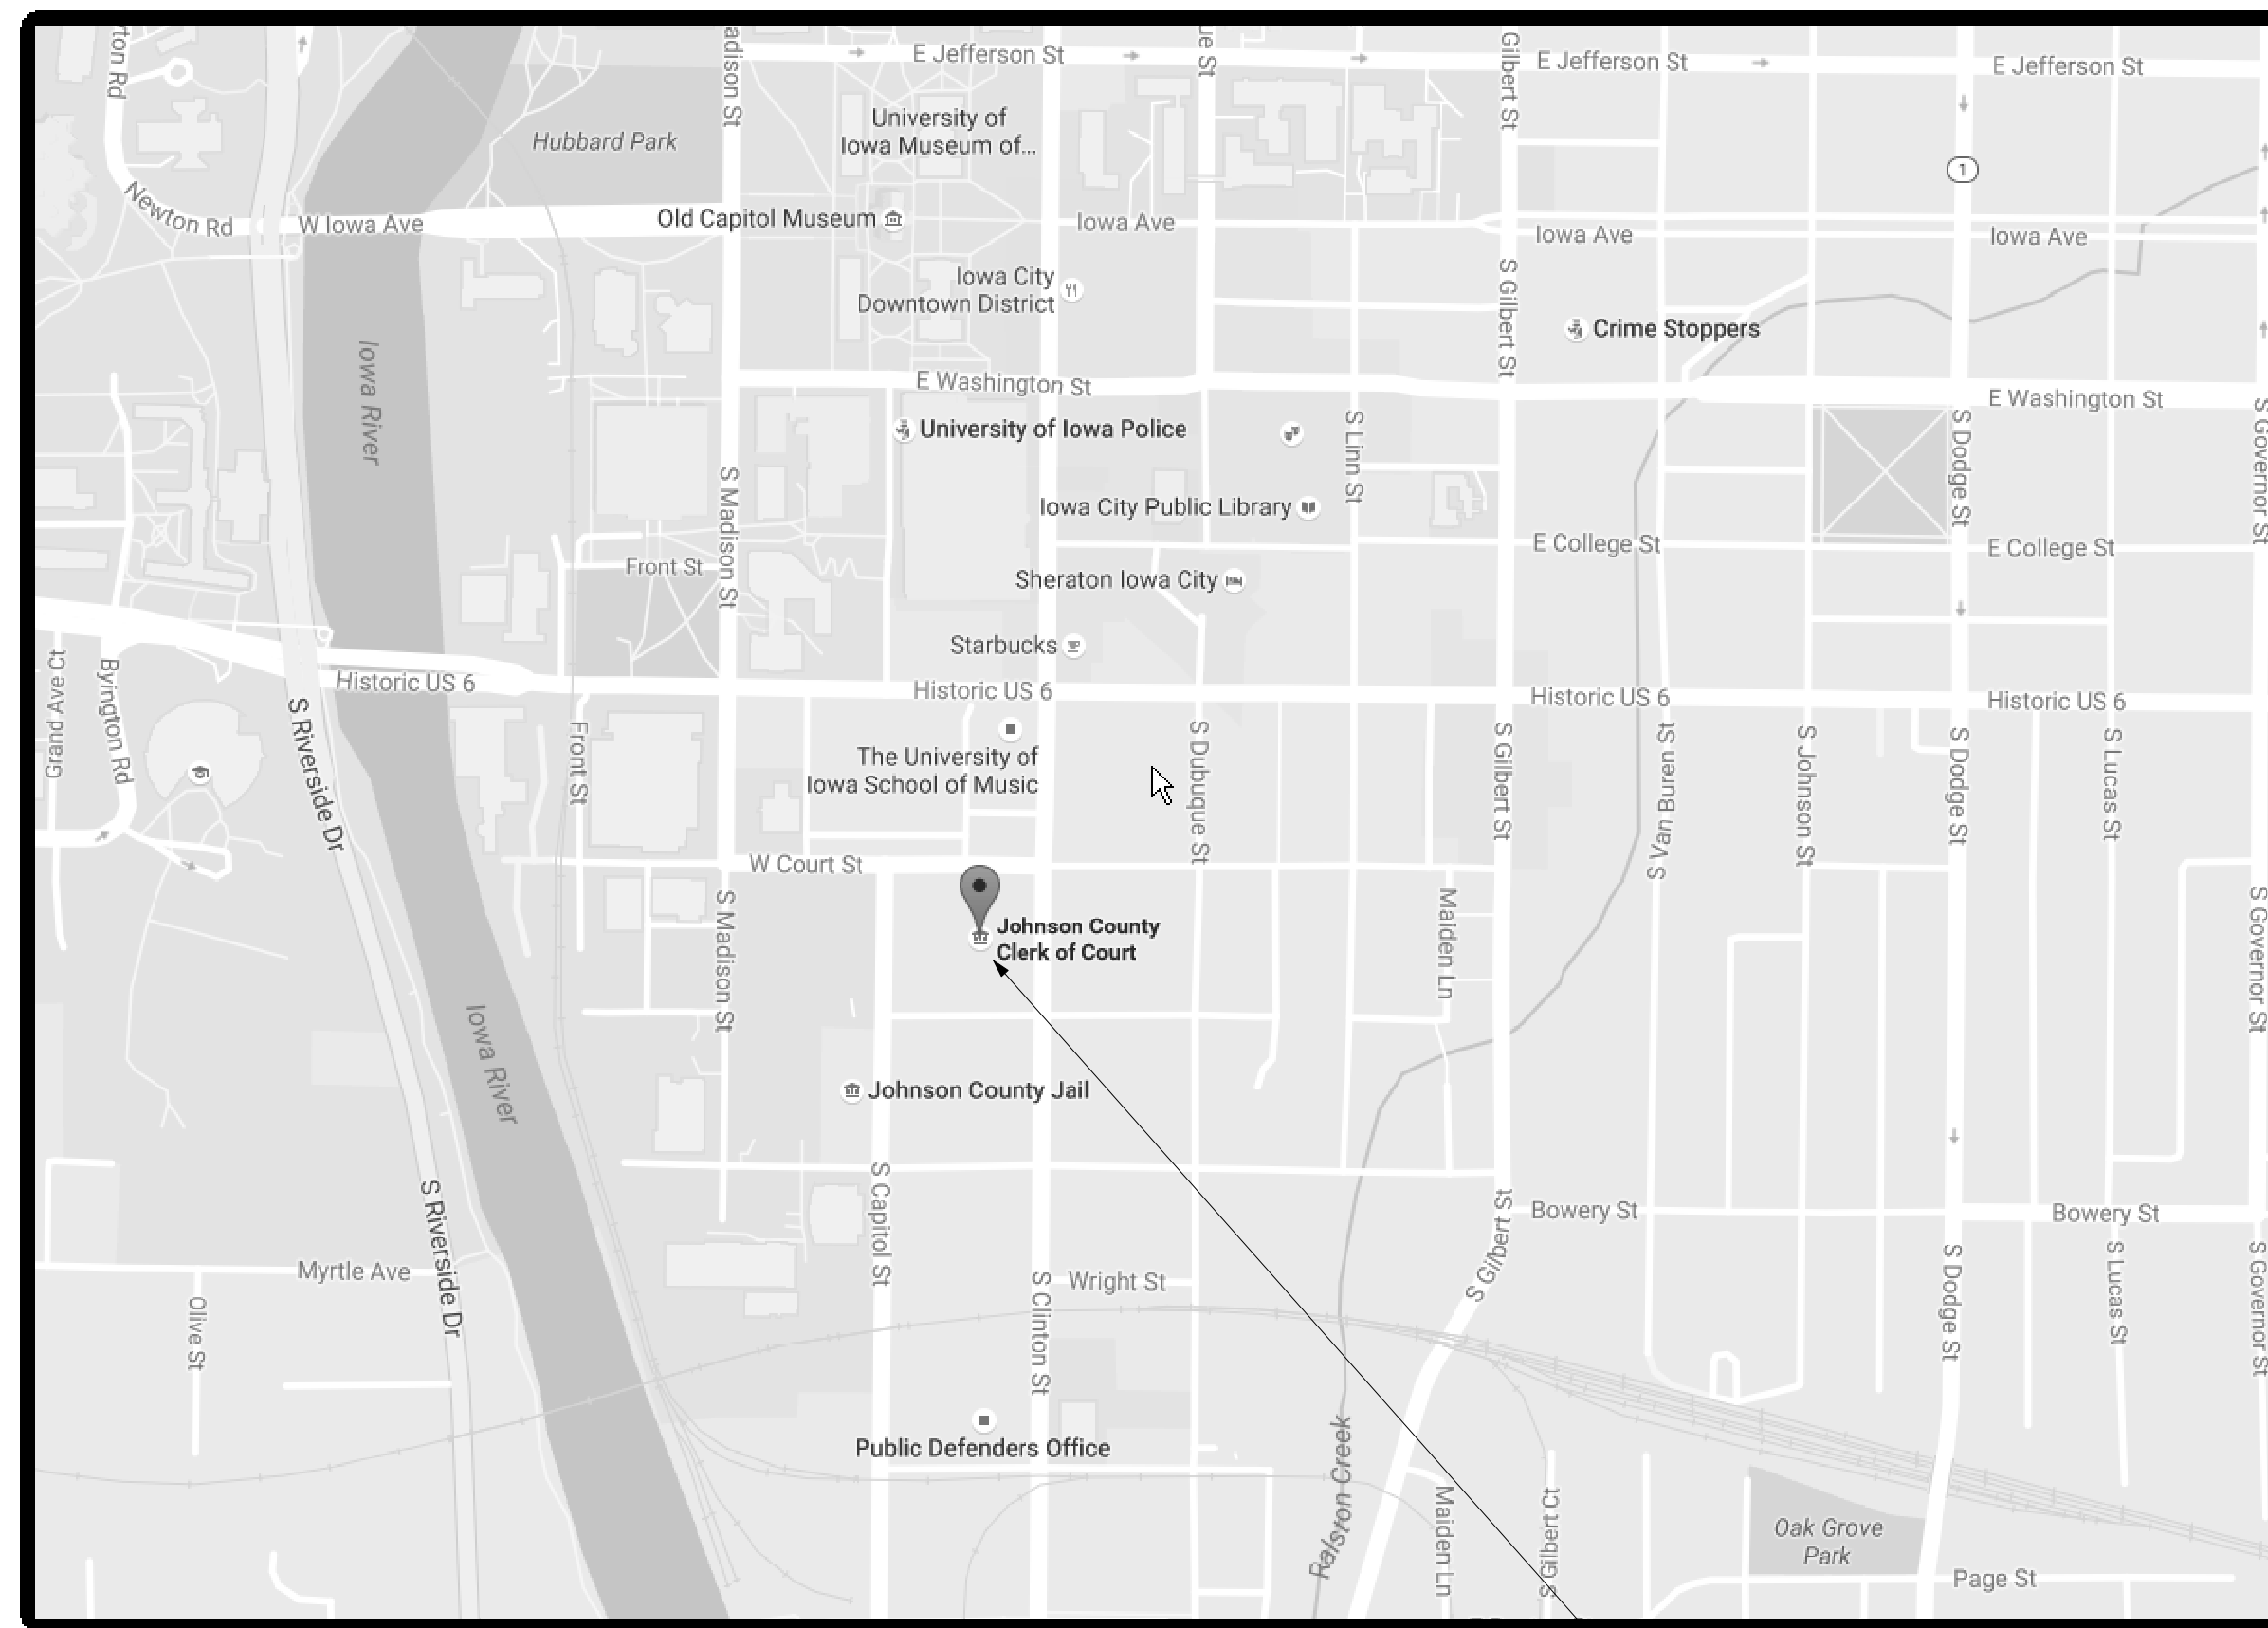 E Jefferson St
E Jefferson St
E Jefferson St
ton Rd
adison St
ue St
Gilbert St
University of
Iowa Museum of...
Hubbard Park
1
Newton Rd
W Iowa Ave
Old Capitol Museum
Iowa Ave
Iowa Ave
Iowa Ave
Iowa City
Downtown District
S Gilbert St
Crime Stoppers
Iowa River
E Washington St
E Washington St
University of Iowa Police
S Linn St
S Dodge St
S Governor St
S Madison St
Iowa City Public Library
E College St
E College St
Front St
Sheraton Iowa City
Starbucks
Grand Ave Ct
Byington Rd
Historic US 6
Historic US 6
Historic US 6
Historic US 6
S Riverside Dr
Front St
The University of
Iowa School of Music
S Dubuque St
S Gilbert St
S Van Buren St
S Johnson St
S Dodge St
S Lucas St
W Court St
S Madison St
Johnson County
Clerk of Court
Maiden Ln
S Governor St
Iowa River
Johnson County Jail
S Capitol St
S Riverside Dr
S Gilbert St
Bowery St
Bowery St
Myrtle Ave
Olive St
S Clinton St
Wright St
S Dodge St
S Lucas St
S Governor St
Public Defenders Office
Ralston Creek
Maiden Ln
S Gilbert Ct
Oak Grove
Park
Page St